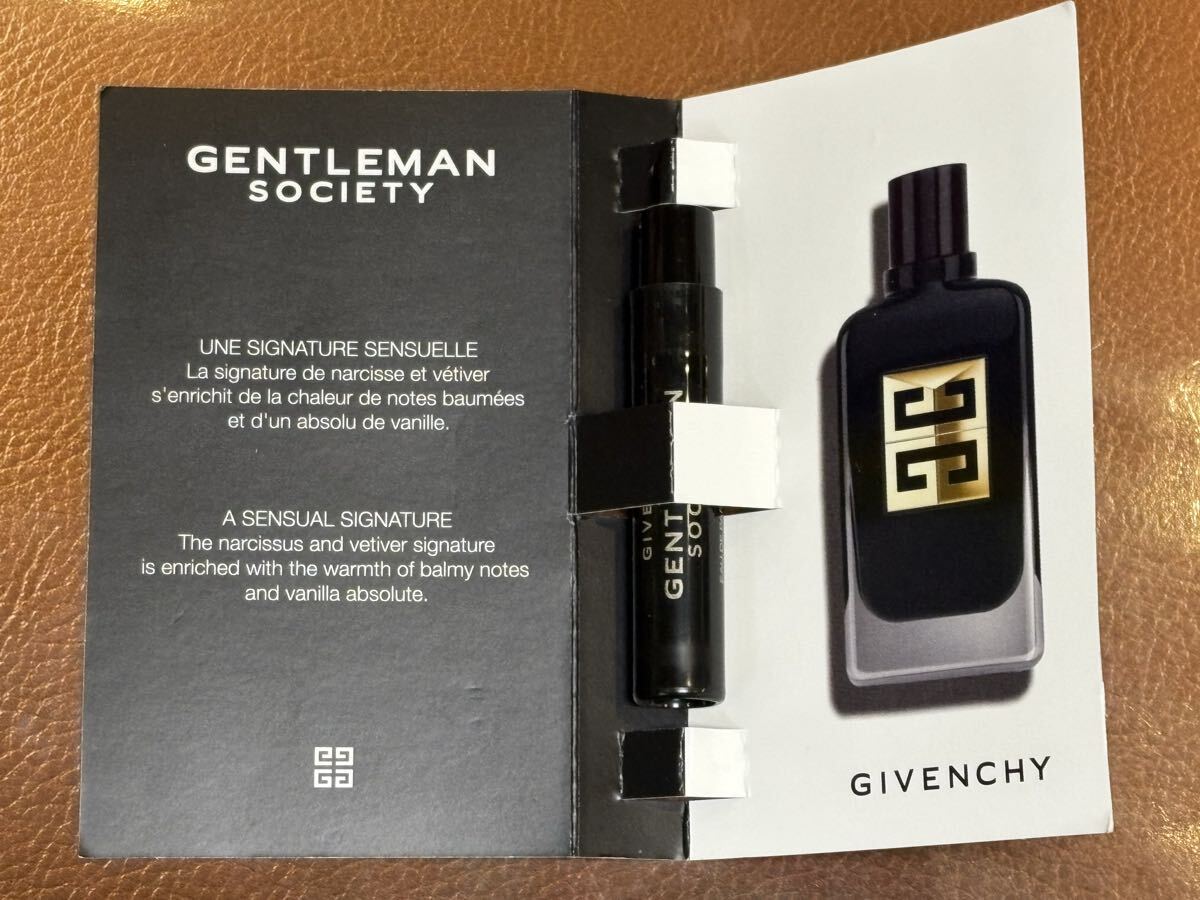 GENTLEMAN
SOCIETY
UNE SIGNATURE SENSUELLE
La signature de narcisse et vétiver
s'enrichit de la chaleur de notes baumées
et d'un absolu de vanille.
A SENSUAL SIGNATURE
The narcissus and vetiver signature
is enriched with the warmth of balmy notes
and vanilla absolute.
GIVENCHY